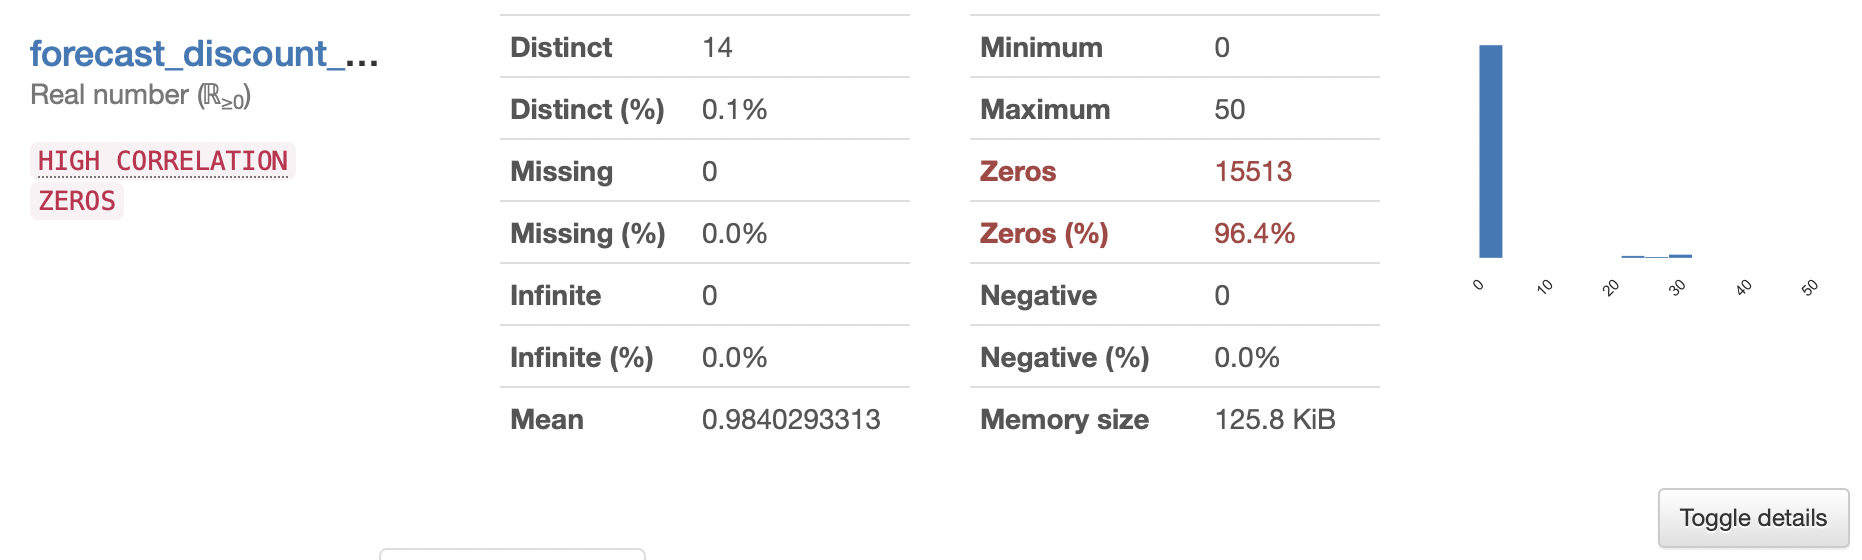 forecast_discount_...
Real number (ℝ≥0)
HIGH CORRELATION
ZEROS
Distinct 14
Distinct (%) 0.1%
Missing 0
Missing (%) 0.0%
Infinite 0
Infinite (%) 0.0%
Mean 0.9840293313
Minimum 0
Maximum 50
Zeros 15513
Zeros (%) 96.4%
Negative 0
Negative (%) 0.0%
Memory size 125.8 KiB
0 10 20 30 40 50
Toggle details